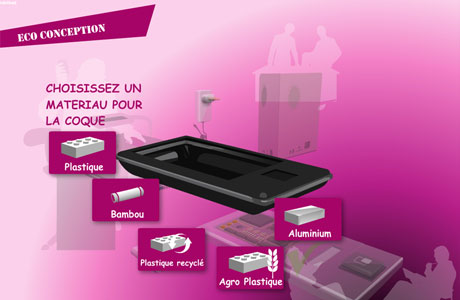 ECO CONCEPTION
CHOISISSEZ UN
MATERIAU POUR
LA COQUE
Plastique
Bambou
Aluminium
Plastique recyclé
Agro Plastique